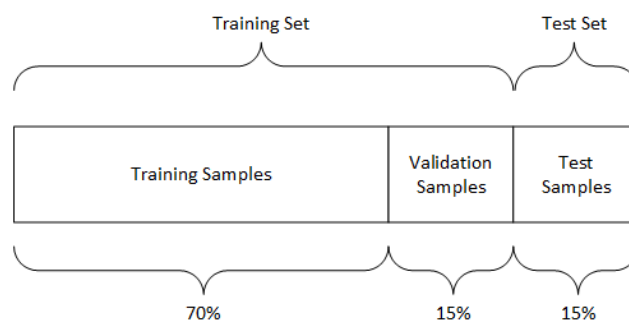 Training Set
Test Set
Training Samples
Validation
Samples
Test
Samples
70%
15%
15%